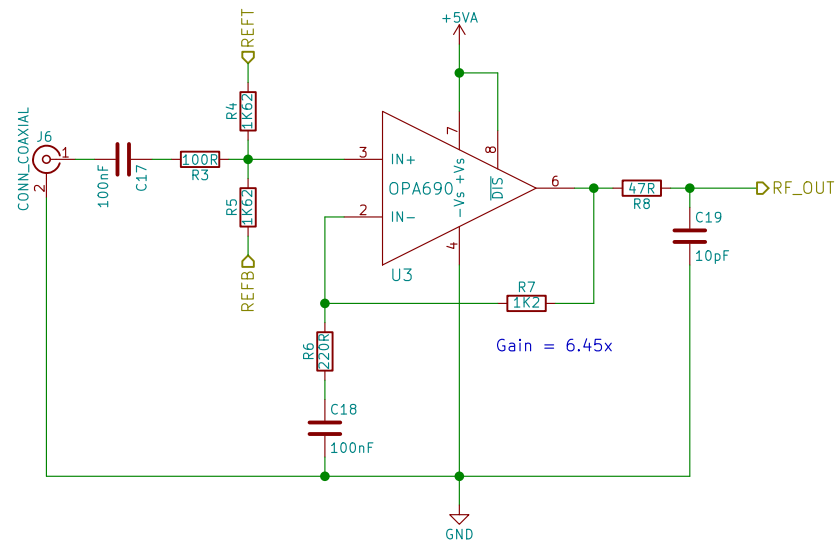 +5VA
REFT
R4
1K62
J6
CONN_COAXIAL
1
2
100nF
C17
100R
R3
R5
1K62
REFB
3
IN+
7
+Vs
8
DIS
OPA690
-Vs
2
IN-
4
U3
6
47R
R8
RF_OUT
C19
10pF
R7
1K2
Gain = 6.45x
R6
220R
C18
100nF
GND